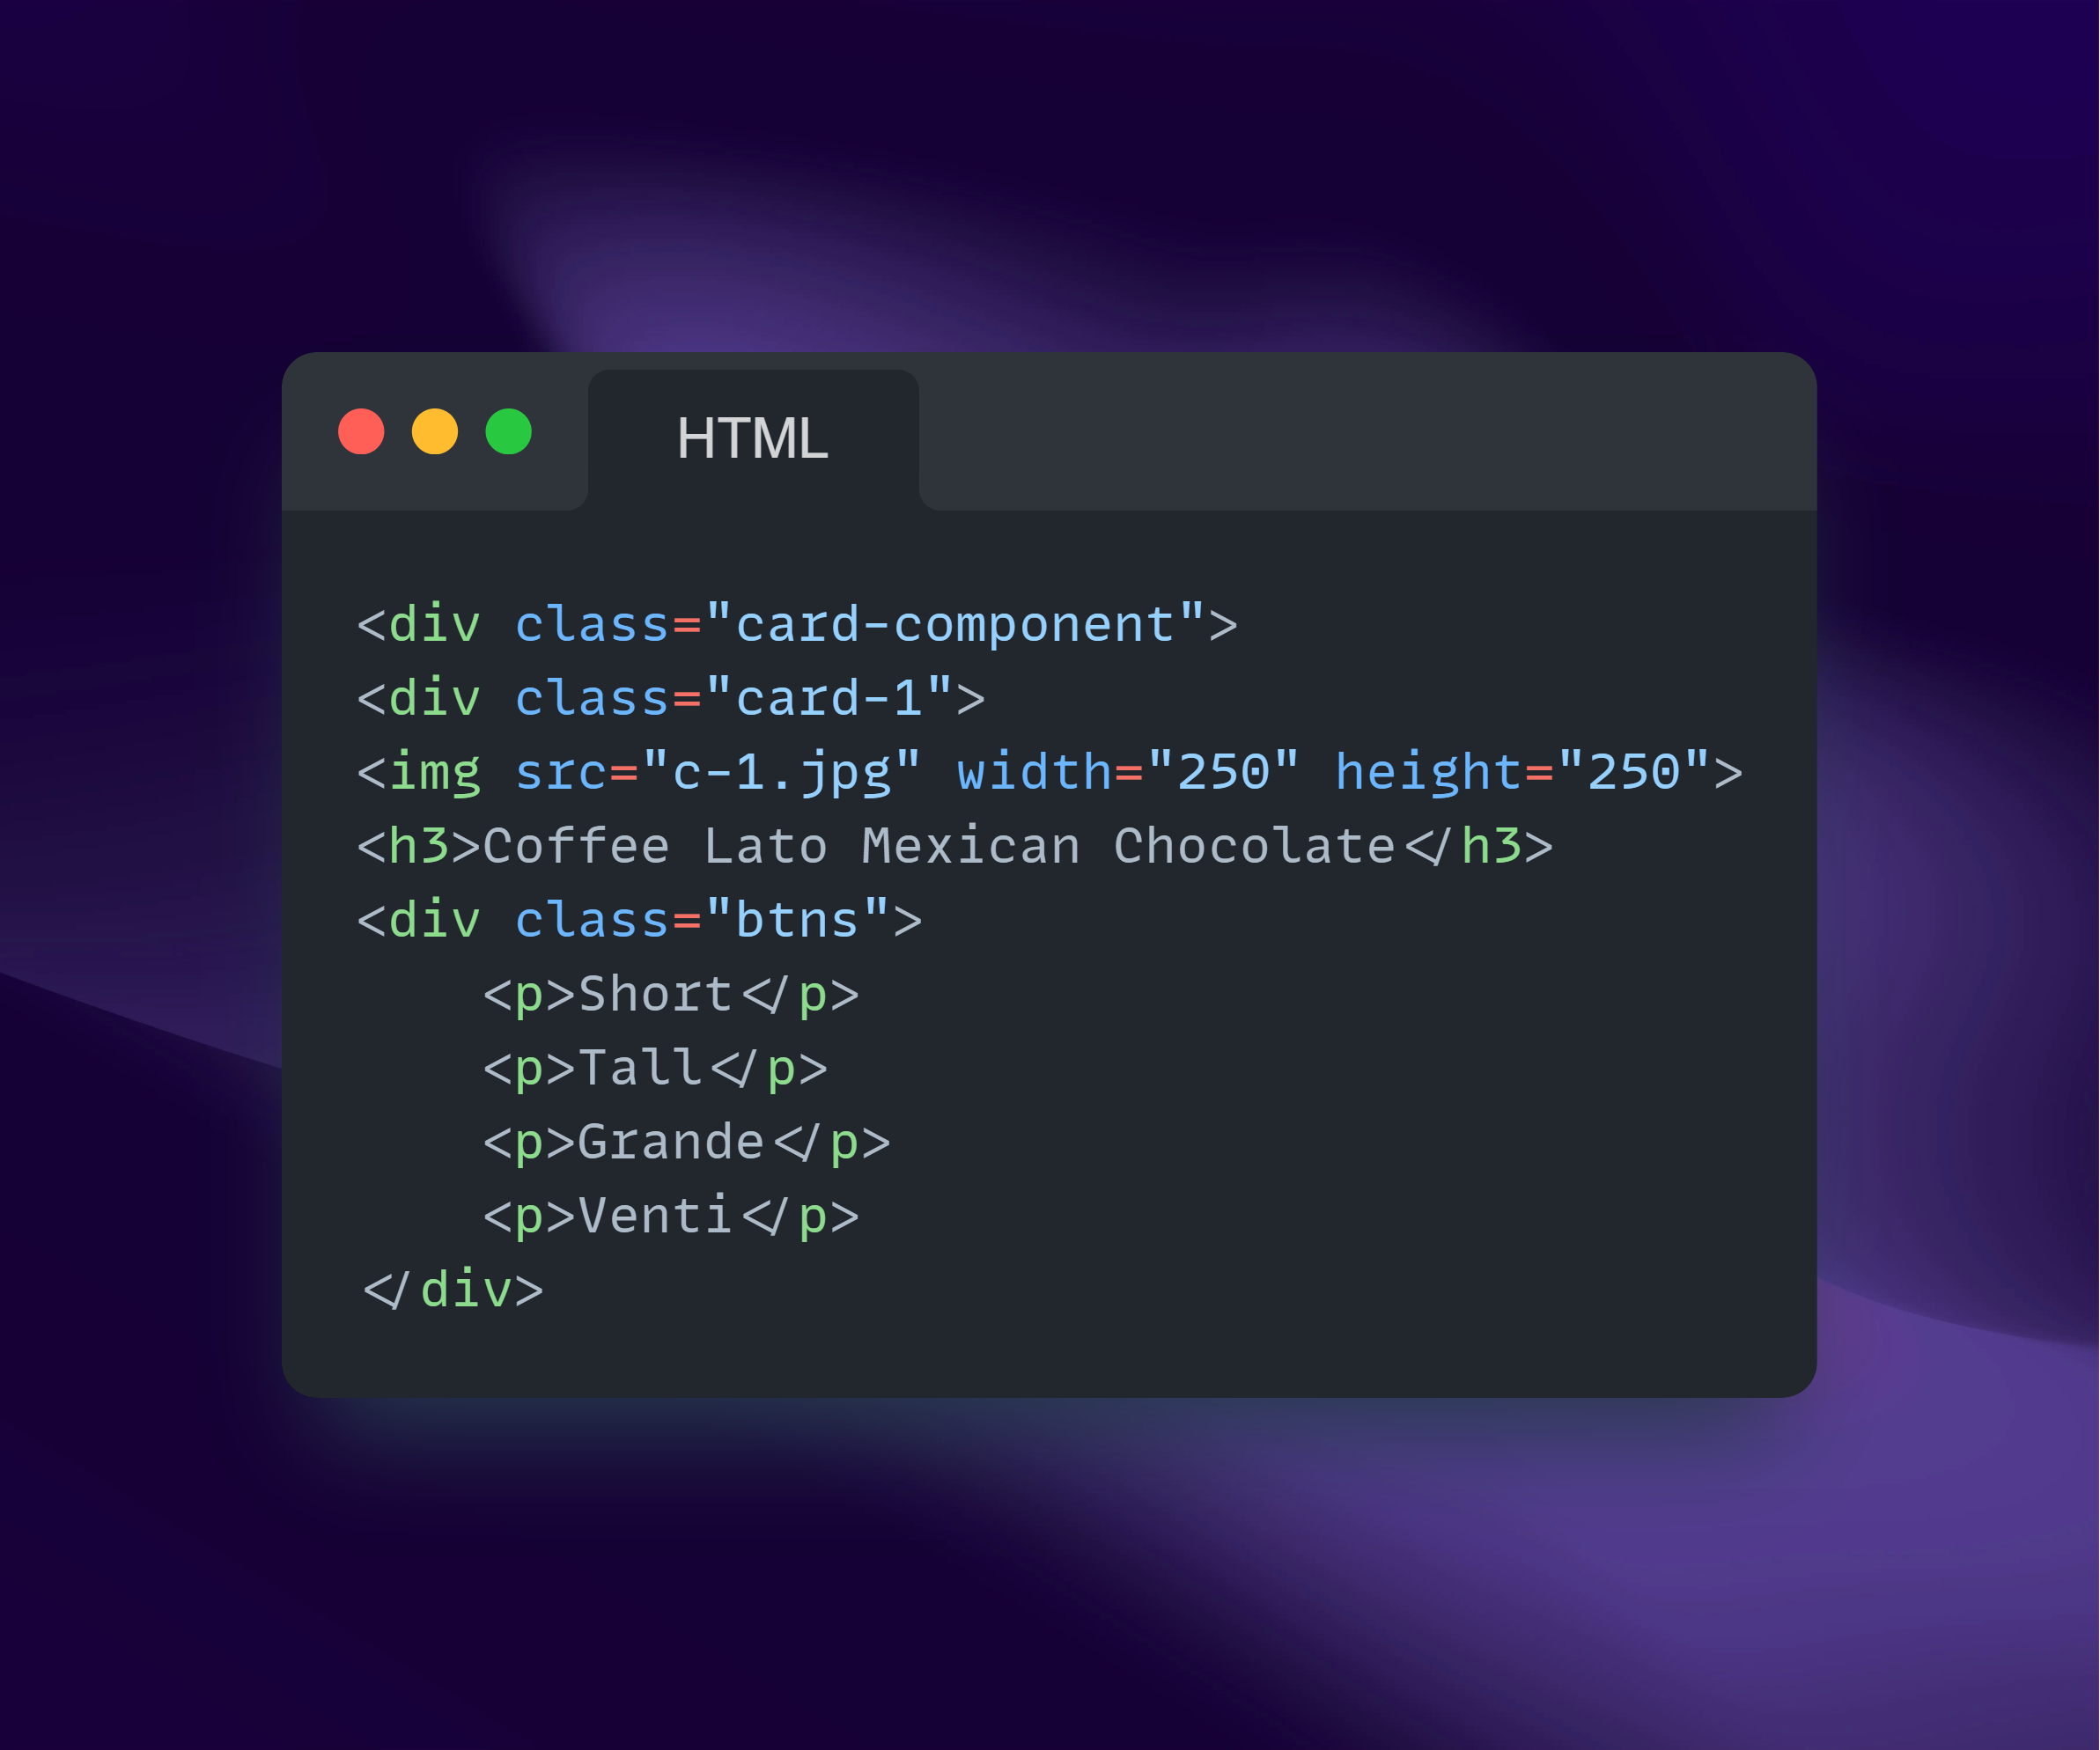 HTML
<div class="card-component">
<div class="card-1">
<img src="c-1.jpg" width="250" height="250">
<h3>Coffee Lato Mexican Chocolate</h3>
<div class="btns">
    <p>Short</p>
    <p>Tall</p>
    <p>Grande</p>
    <p>Venti</p>
</div>